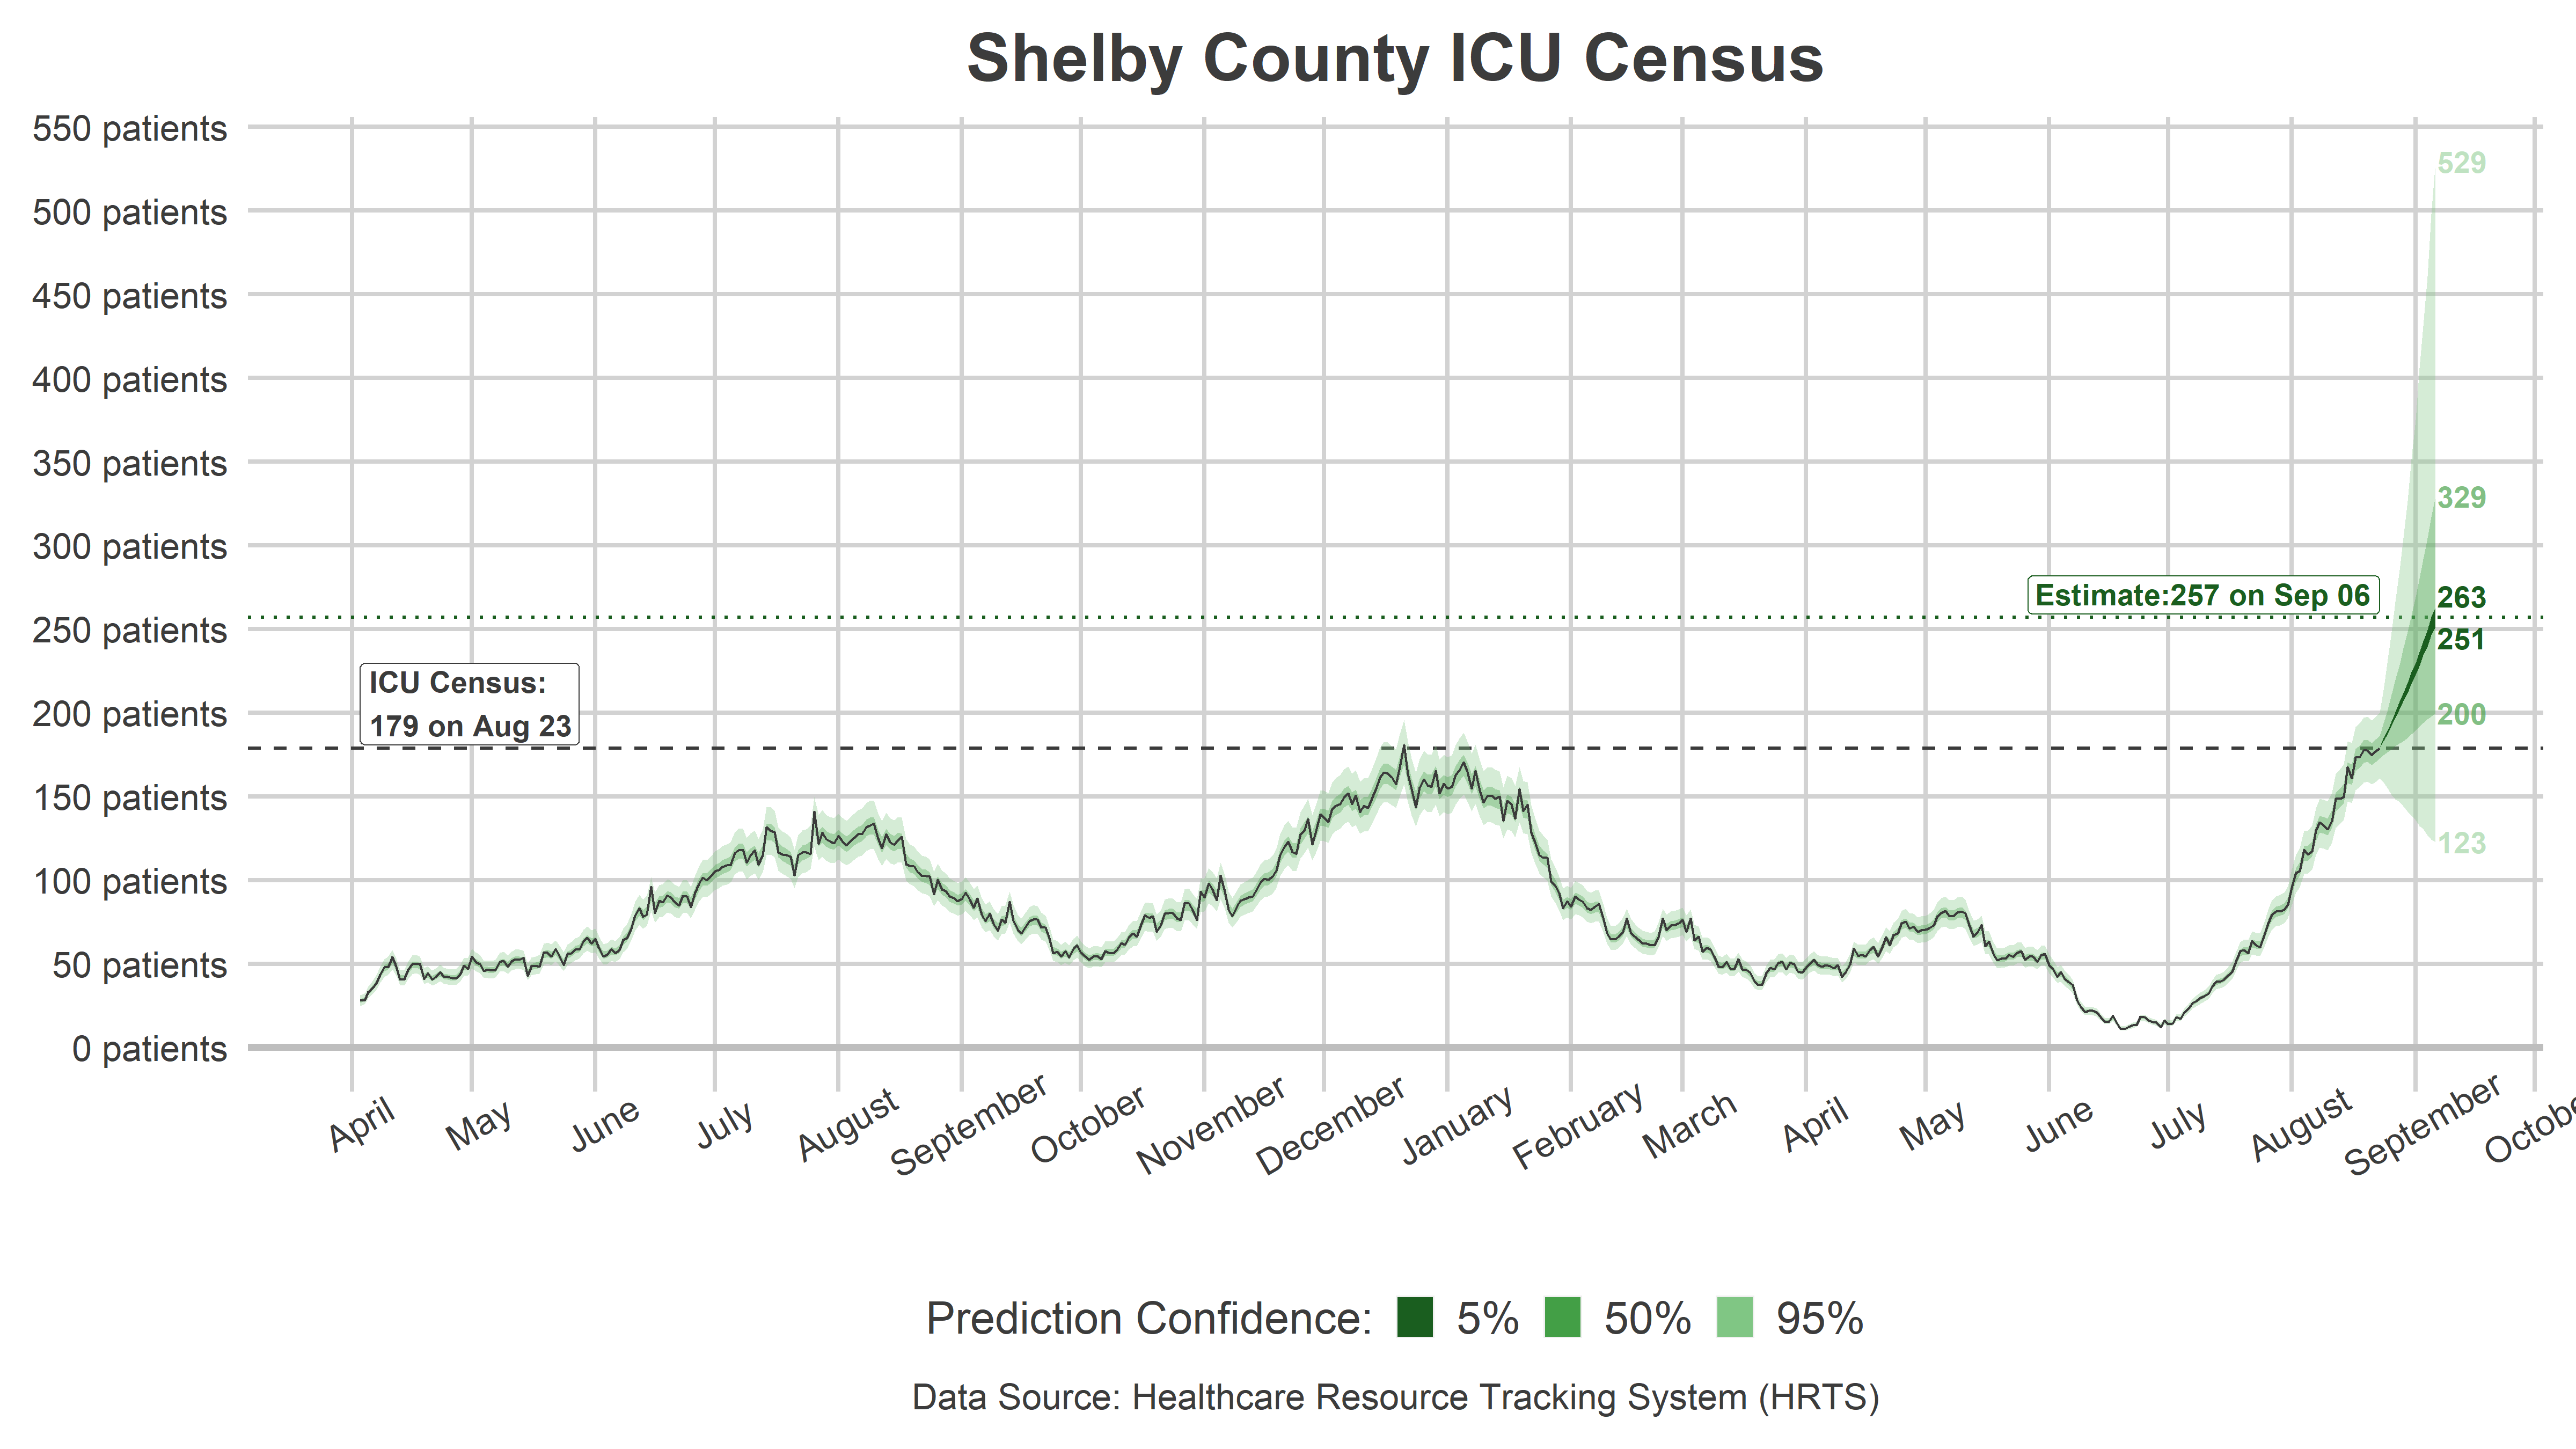 Shelby County ICU Census
550 patients
500 patients
450 patients
400 patients
350 patients
300 patients
250 patients
200 patients
150 patients
100 patients
50 patients
0 patients
529
329
Estimate:257 on Sep 06
263
251
ICU Census:
179 on Aug 23
200
123
April
May
June
July
August
September
October
November
December
January
February
March
April
May
June
July
August
September
Octobe
Prediction Confidence: 5% 50% 95%
Data Source: Healthcare Resource Tracking System (HRTS)